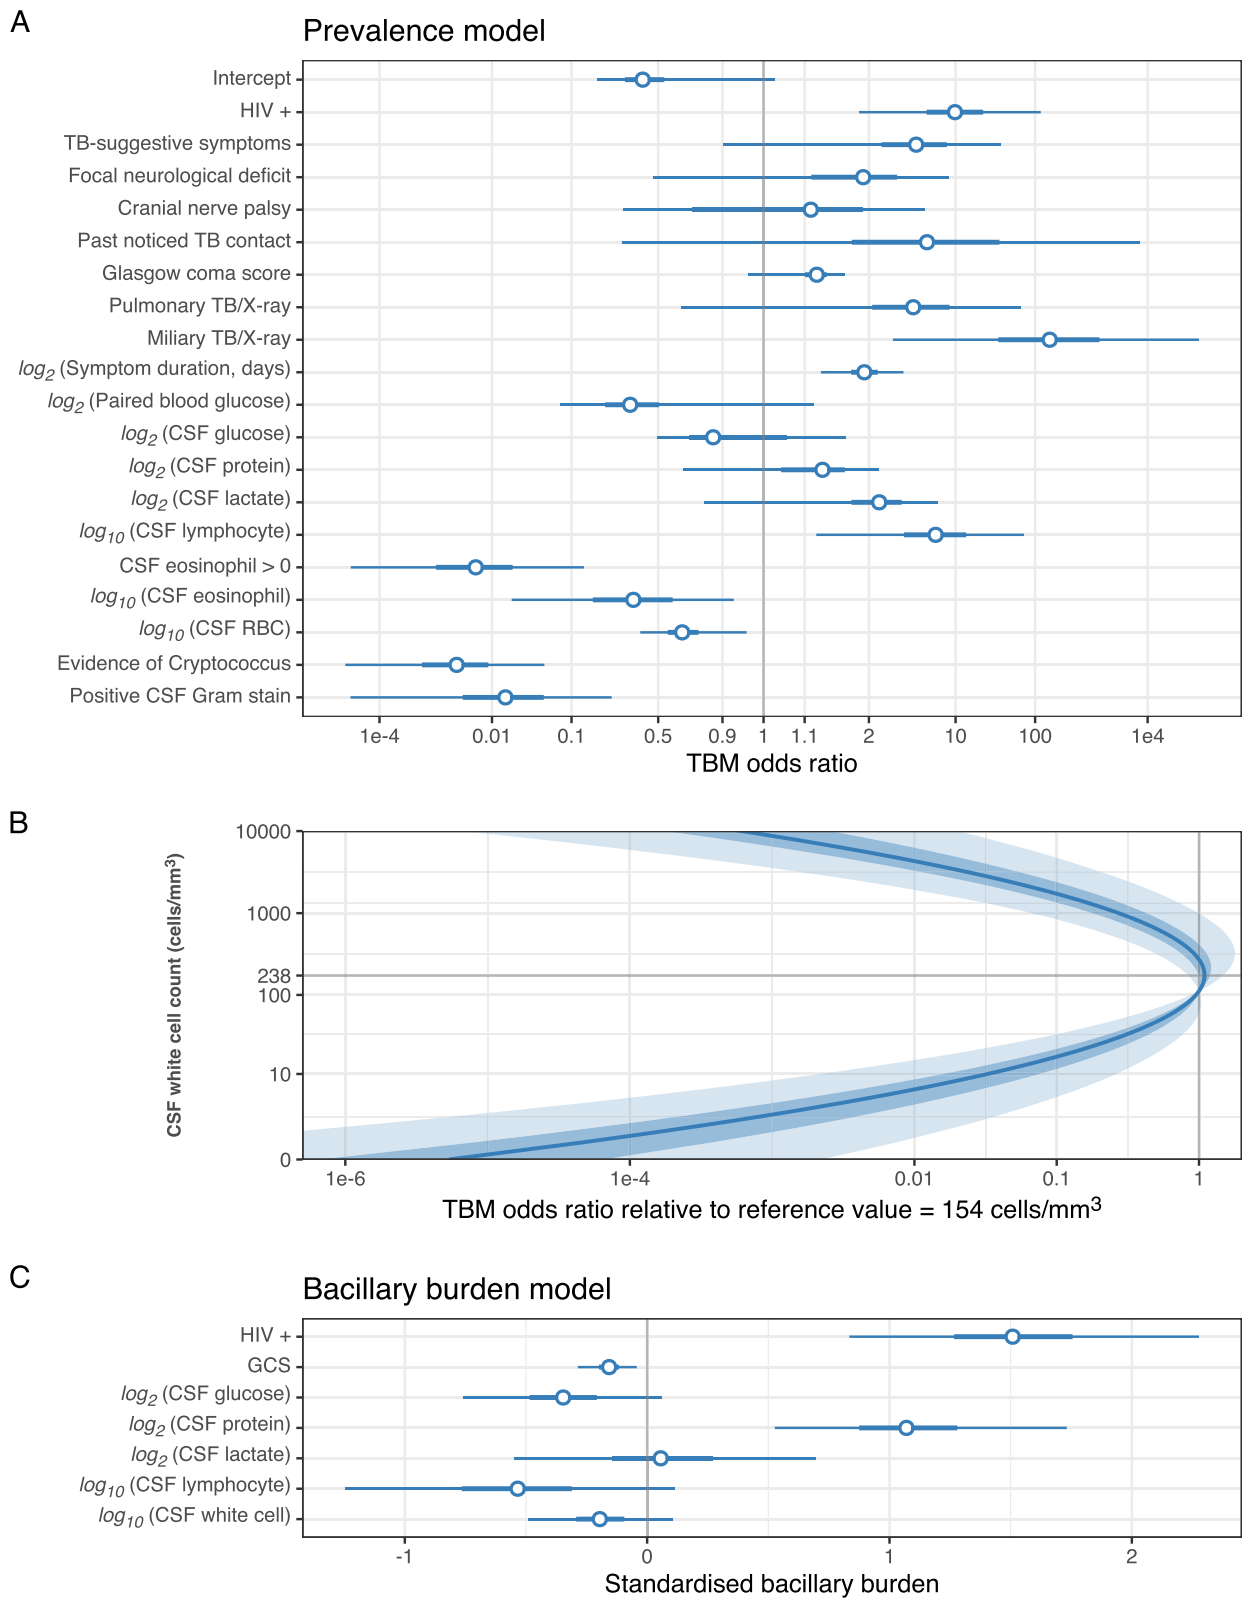 A
Prevalence model
Intercept
HIV +
TB-suggestive symptoms
Focal neurological deficit
Cranial nerve palsy
Past noticed TB contact
Glasgow coma score
Pulmonary TB/X-ray
Miliary TB/X-ray
log2 (Symptom duration, days)
log2 (Paired blood glucose)
log2 (CSF glucose)
log2 (CSF protein)
log2 (CSF lactate)
log10 (CSF lymphocyte)
CSF eosinophil > 0
log10 (CSF eosinophil)
log10 (CSF RBC)
Evidence of Cryptococcus
Positive CSF Gram stain
1e-4 0.01 0.1 0.5 0.9 1 1.1 2 10 100 1e4
TBM odds ratio
B
CSF white cell count (cells/mm3)
10000
1000
238
100
10
0
1e-6 1e-4 0.01 0.1 1
TBM odds ratio relative to reference value = 154 cells/mm3
C
Bacillary burden model
HIV +
GCS
log2 (CSF glucose)
log2 (CSF protein)
log2 (CSF lactate)
log10 (CSF lymphocyte)
log10 (CSF white cell)
-1 0 1 2
Standardised bacillary burden